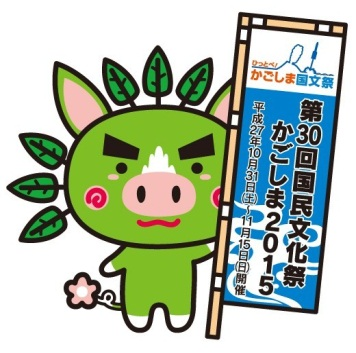 ひっとべ!
かごしま国文祭
第30回国民文化祭
かごしま2015
平成27年10月31日(土)~11月15日(日)開催